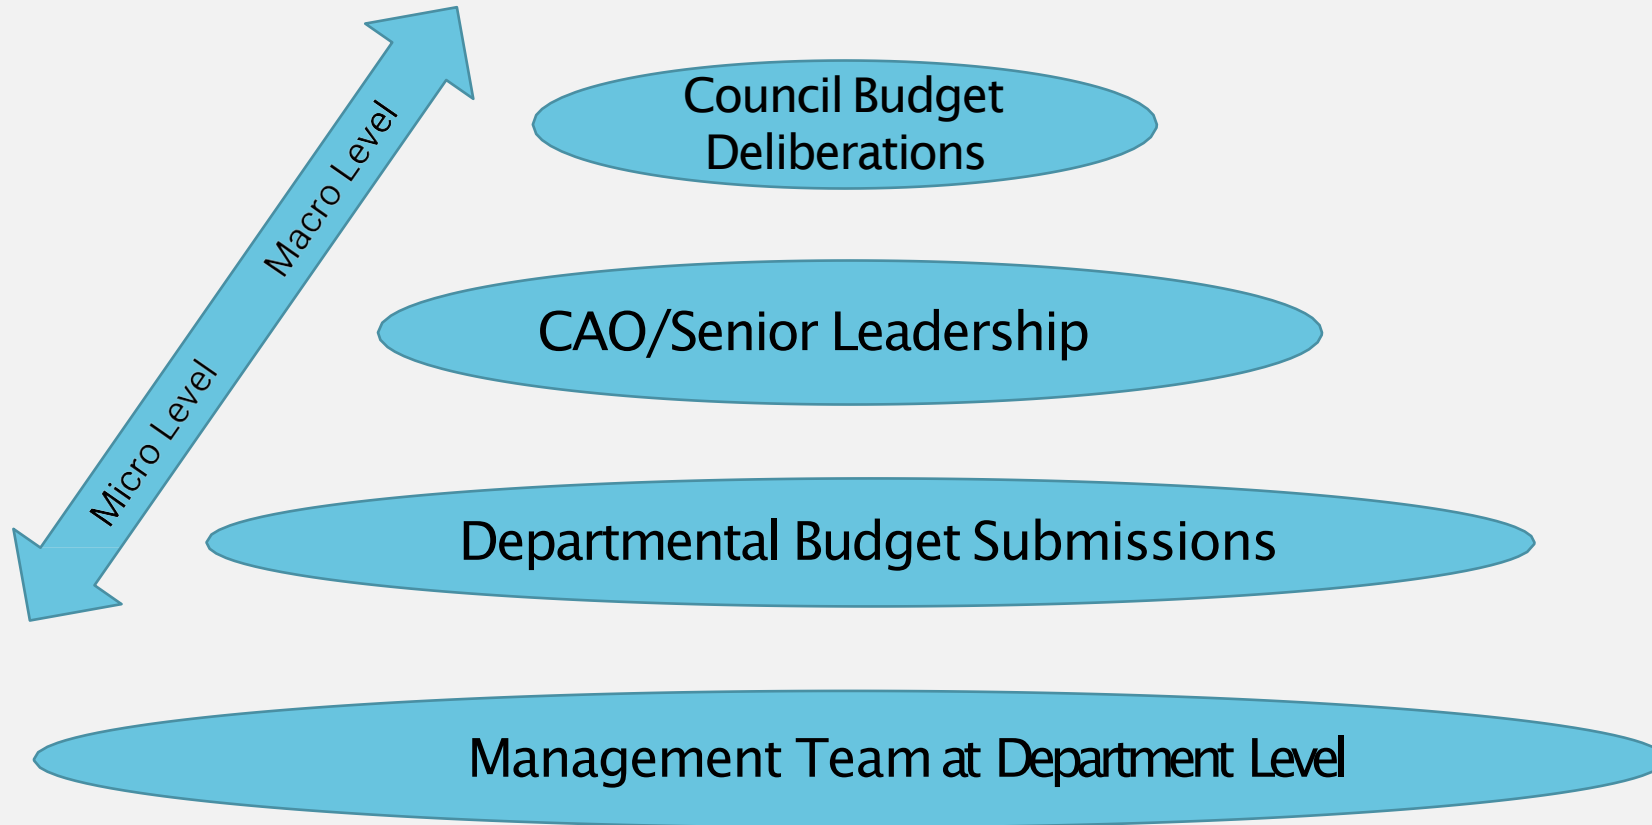 Council Budget
Deliberations
Macro Level
CAO/Senior Leadership
Micro Level
Departmental Budget Submissions
Management Team at Department Level